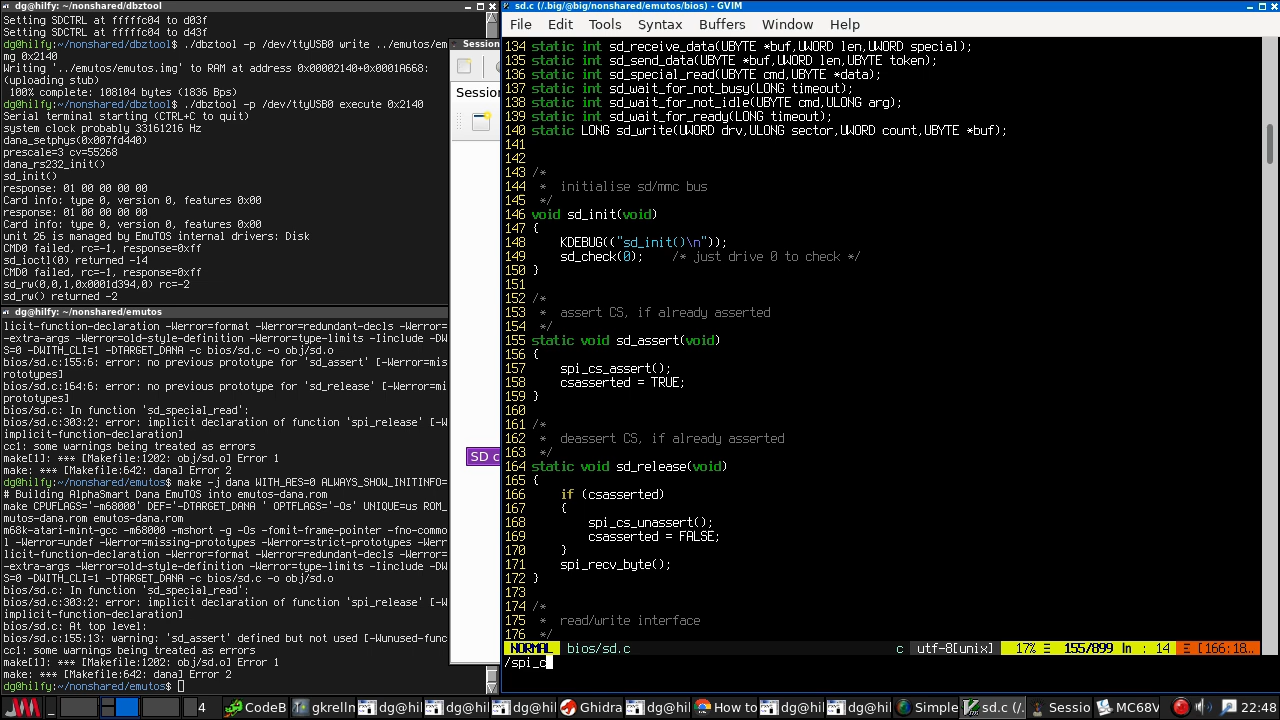 dg@hilfy: ~/nonshared/dbztool
Setting SDCTRL at fffffc04 to d03f
Setting SDCTRL at fffffc04 to d43f
dg@hilfy:~/nonshared/dbztool$ ./dbztool -p /dev/ttyUSB0 write ../emutos/em
mg 0x2140
Writing '../emutos/emutos.img' to RAM at address 0x00002140+0x0001A668:
(uploading stub)
100% complete: 108104 bytes (1836 Bps)
dg@hilfy:~/nonshared/dbztool$ ./dbztool -p /dev/ttyUSB0 execute 0x2140
Serial terminal starting (CTRL+C to quit)
system clock probably 33161216 Hz
dana_setphys(0x007fd440)
prescale=3 cv=55268
dana_rs232_init()
sd_init()
response: 01 00 00 00 00
Card info: type 0, version 0, features 0x00
response: 01 00 00 00 00
Card info: type 0, version 0, features 0x00
Unit 26 is managed by EmuTOS internal drivers: Disk
CMD0 failed, rc=-1, response=0xff
sd_ioctl(0) returned -14
CMD0 failed, rc=-1, response=0xff
sd_rw(0,0,1,0x0001d394,0) rc=-2
sd_rw() returned -2
dg@hilfy: ~/nonshared/emutos
licit-function-declaration -Werror=format -Werror=redundant-decls -Werror=
-extra-args -Werror=old-style-definition -Werror=type-limits -Iinclude -DW
S=0 -DWITH_CLI=1 -DTARGET_DANA -c bios/sd.c -o obj/sd.o
bios/sd.c:155:6: error: no previous prototype for 'sd_assert' [-Werror=mis
rototypes]
bios/sd.c:164:6: error: no previous prototype for 'sd_release' [-Werror=mi
prototypes]
bios/sd.c: In function 'sd_special_read':
bios/sd.c:303:2: error: implicit declaration of function 'spi_release' [-W
implicit-function-declaration]
cc1: some warnings being treated as errors
make[1]: *** [Makefile:1202: obj/sd.o] Error 1
make: *** [Makefile:642: dana] Error 2
dg@hilfy:~/nonshared/emutos$ make -j dana WITH_AES=0 ALWAYS_SHOW_INITINFO=
# Building AlphaSmart Dana EmuTOS into emutos-dana.rom
make CPUFLAGS='-m68000' DEF='-DTARGET_DANA ' OPTFLAGS='-Os' UNIQUE=us ROM_
mutos-dana.rom emutos-dana.rom
m68k-atari-mint-gcc -m68000 -mshort -g -Os -fomit-frame-pointer -fno-commo
l -Werror=undef -Werror=missing-prototypes -Werror=strict-prototypes -Werr
licit-function-declaration -Werror=format -Werror=redundant-decls -Werror=
-extra-args -Werror=old-style-definition -Werror=type-limits -Iinclude -DW
S=0 -DWITH_CLI=1 -DTARGET_DANA -c bios/sd.c -o obj/sd.o
bios/sd.c: In function 'sd_special_read':
bios/sd.c:303:2: error: implicit declaration of function 'spi_release' [-W
implicit-function-declaration]
bios/sd.c: At top level:
bios/sd.c:155:13: warning: 'sd_assert' defined but not used [-Wunused-func
cc1: some warnings being treated as errors
make[1]: *** [Makefile:1202: obj/sd.o] Error 1
make: *** [Makefile:642: dana] Error 2
dg@hilfy:~/nonshared/emutos$
Session
Session
SD c
sd.c (/.big/@big/nonshared/emutos/bios) - GVIM
File Edit Tools Syntax Buffers Window Help
134 static int sd_receive_data(UBYTE *buf,UWORD len,UWORD special);
135 static int sd_send_data(UBYTE *buf,UWORD len,UBYTE token);
136 static int sd_special_read(UBYTE cmd,UBYTE *data);
137 static int sd_wait_for_not_busy(LONG timeout);
138 static int sd_wait_for_not_idle(UBYTE cmd,ULONG arg);
139 static int sd_wait_for_ready(LONG timeout);
140 static LONG sd_write(UWORD drv,ULONG sector,UWORD count,UBYTE *buf);
141
142
143 /*
144  *  initialise sd/mmc bus
145  */
146 void sd_init(void)
147 {
148     KDEBUG(("sd_init()\n"));
149     sd_check(0);    /* just drive 0 to check */
150 }
151
152 /*
153  *  assert CS, if already asserted
154  */
155 static void sd_assert(void)
156 {
157     spi_cs_assert();
158     csasserted = TRUE;
159 }
160
161 /*
162  *  deassert CS, if already asserted
163  */
164 static void sd_release(void)
165 {
166     if (csasserted)
167     {
168         spi_cs_unassert();
169         csasserted = FALSE;
170     }
171     spi_recv_byte();
172 }
173
174 /*
175  *  read/write interface
176  */
NORMAL bios/sd.c c utf-8[unix] 17% ☰ 155/899 ln : 14 Ξ [166:18…
/spi_c
4 CodeB gkrelln dg@hil dg@hil dg@hil Ghidra dg@hil How to dg@hil dg@hil Simple sd.c (/. Sessio MC68V 22:48